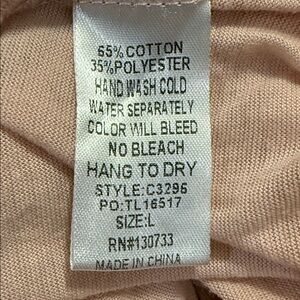 65% COTTON
35%POLYESTER
HAND WASH COLD
WATER SEPARATELY
COLOR WILL BLEED
NO BLEACH
HANG TO DRY
STYLE:C3296
PO:TL16517
SIZE:L
RN#130733
MADE IN CHINA